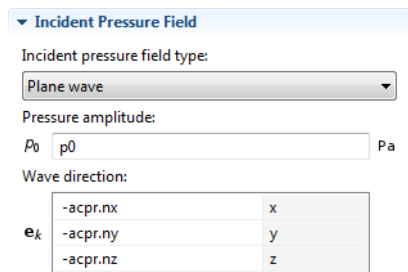 Incident Pressure Field
Incident pressure field type:
Plane wave
Pressure amplitude:
p0 p0 Pa
Wave direction:
-acpr.nx x
ek -acpr.ny y
-acpr.nz z